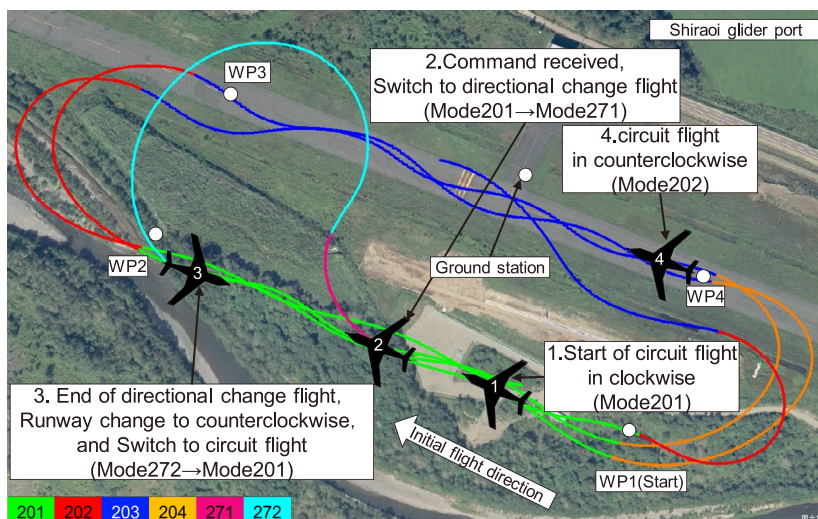 Shiraoi glider port
WP3
2.Command received,
Switch to directional change flight
(Mode201→Mode271)
4.circuit flight
in counterclockwise
(Mode202)
WP2
3
Ground station
4
WP4
2
1
1.Start of circuit flight
in clockwise
(Mode201)
3. End of directional change flight,
Runway change to counterclockwise,
and Switch to circuit flight
(Mode272→Mode201)
Initial flight direction
WP1(Start)
201 202 203 204 271 272